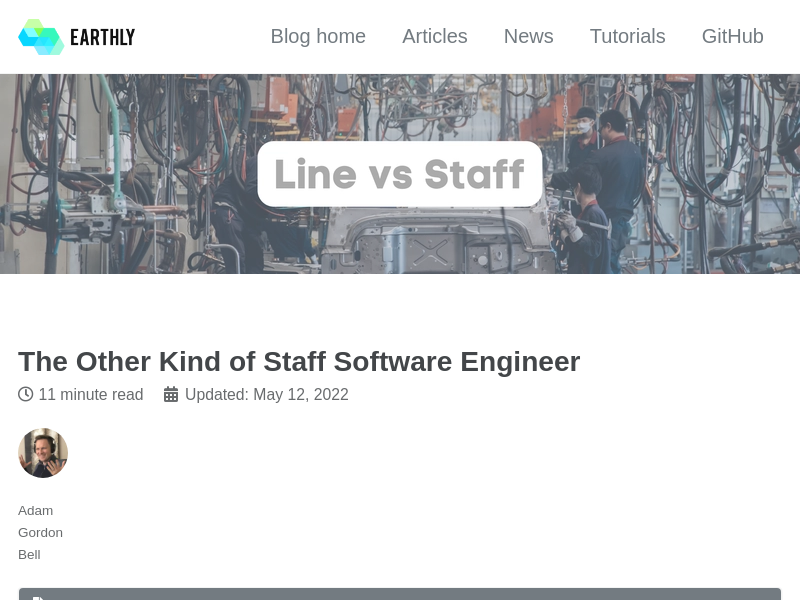 EARTHLY
Blog home
Articles
News
Tutorials
GitHub
Line vs Staff
The Other Kind of Staff Software Engineer
11 minute read
Updated: May 12, 2022
Adam
Gordon
Bell